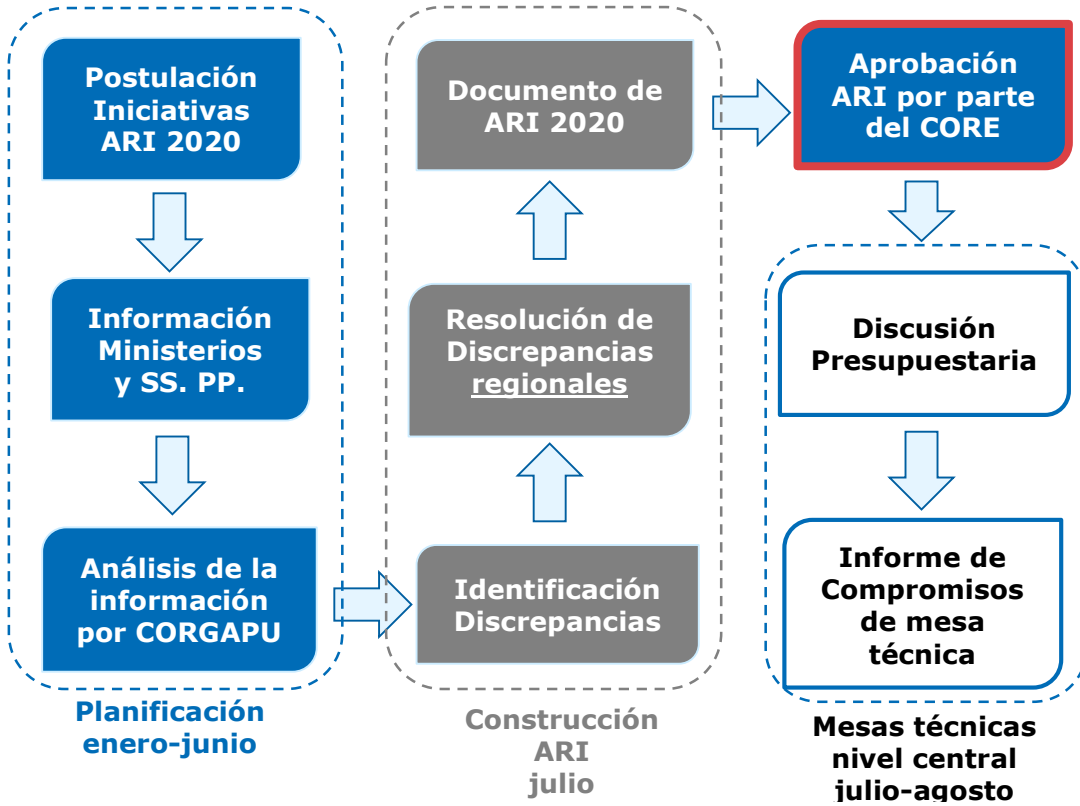 Postulación
Iniciativas
ARI 2020
Información
Ministerios
y SS. PP.
Análisis de la
información
por CORGAPU
Planificación
enero-junio
Documento de
ARI 2020
Resolución de
Discrepancias
regionales
Identificación
Discrepancias
Construcción
ARI
julio
Aprobación
ARI por parte
del CORE
Discusión
Presupuestaria
Informe de
Compromisos
de mesa
técnica
Mesas técnicas
nivel central
julio-agosto